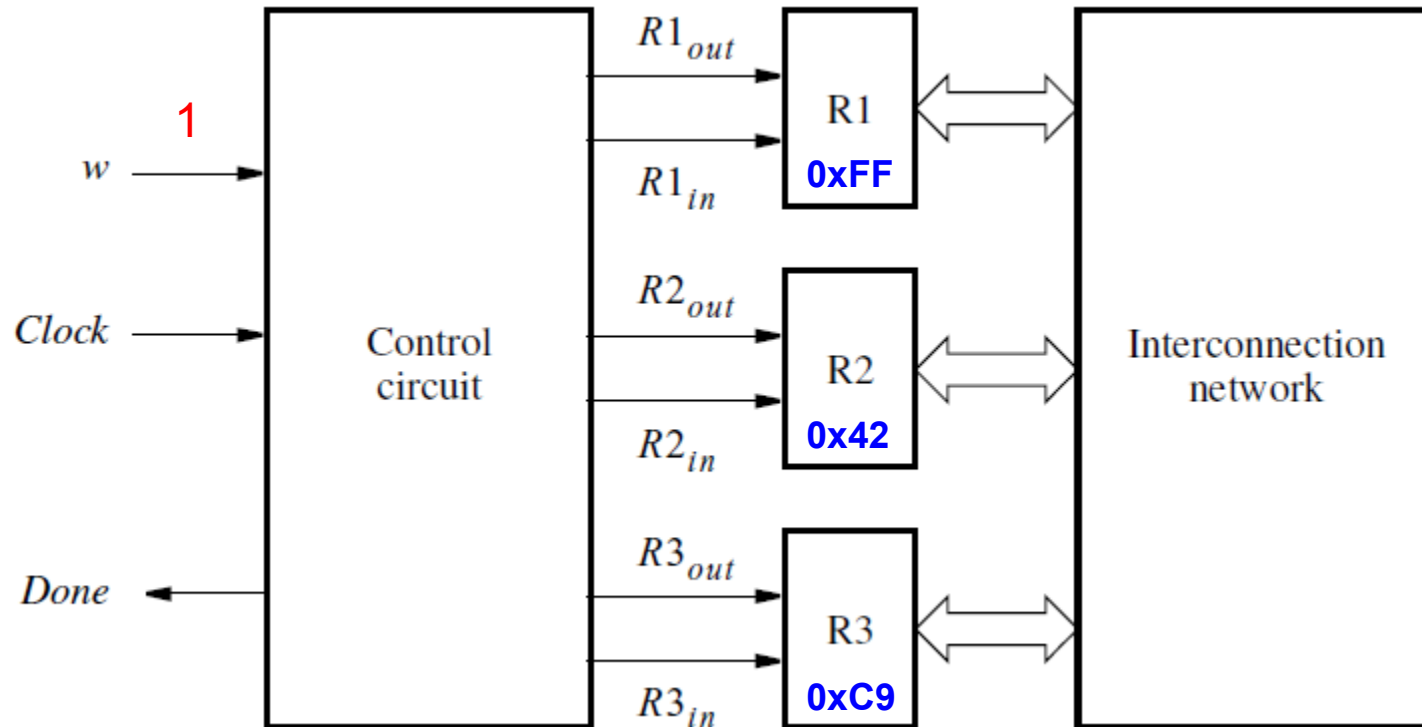 R1out
1
w
R1
0xFF
R1in
R2out
Clock
Control
circuit
R2
0x42
Interconnection
network
R2in
R3out
Done
R3
0xC9
R3in